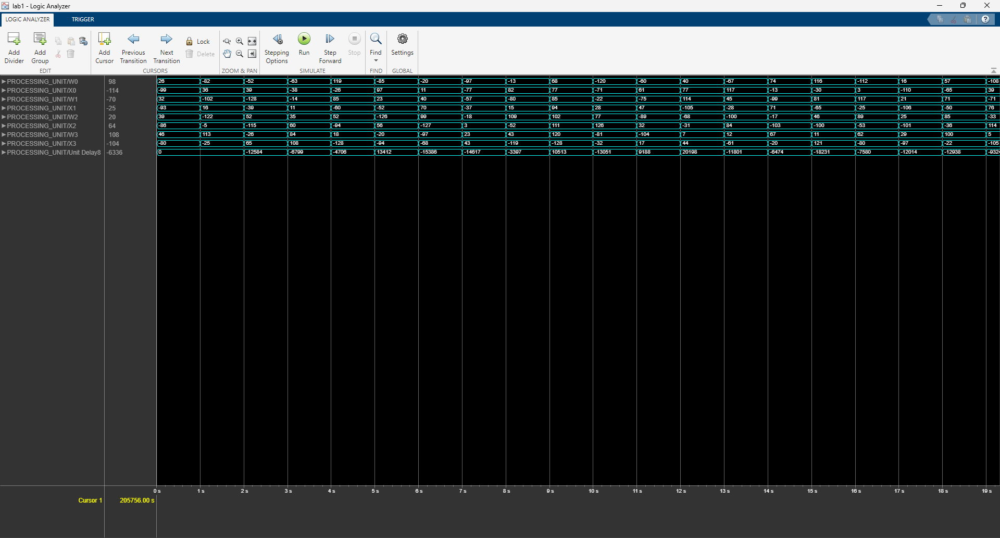 lab1 - Logic Analyzer
LOGIC ANALYZER TRIGGER
Add Divider
Add Group
Add Cursor
Previous Transition
Next Transition
Lock
Delete
Stepping Options
Run
Step Forward
Stop
Find
Settings
EDIT CURSORS ZOOM & PAN SIMULATE FIND GLOBAL
PROCESSING_UNIT/W0 98 26 -82 -52 -63 119 -85 -20 -97 -13 68 -120 -60 40 -67 74 116 -112 16 57 -108
PROCESSING_UNIT/X0 -114 -99 36 39 -38 -26 97 11 -77 82 77 -71 61 77 117 -13 -30 3 -110 -65 39
PROCESSING_UNIT/W1 -70 32 -102 -128 -14 85 23 40 -57 -80 85 -22 -75 114 45 -99 81 117 21 71 -71
PROCESSING_UNIT/X1 -25 -93 16 -39 11 -60 -52 70 -37 15 94 28 47 -105 -28 71 -65 -25 -106 -50 76
PROCESSING_UNIT/W2 20 39 -122 52 35 52 -126 99 -18 109 102 77 -89 -68 -100 -17 46 89 25 85 -33
PROCESSING_UNIT/X2 64 -86 -5 -115 60 -94 56 -127 3 -52 111 126 32 -31 84 -103 -100 -53 -101 -36 114
PROCESSING_UNIT/W3 108 46 113 -26 84 18 -20 -97 23 43 120 -81 -104 7 12 67 11 62 29 100 5
PROCESSING_UNIT/X3 -104 -80 -25 65 108 -128 -94 -68 43 -119 -128 -32 17 44 -61 -20 121 -80 -97 -22 -105
PROCESSING_UNIT/Unit Delay8 -6336 0 -12584 -6799 -4706 13412 -15386 -14617 -3397 10513 -13051 9188 20198 -11801 -6474 -18231 -7580 -12014 -12938 -9324
0 s 1 s 2 s 3 s 4 s 5 s 6 s 7 s 8 s 9 s 10 s 11 s 12 s 13 s 14 s 15 s 16 s 17 s 18 s 19 s
Cursor 1 205756.00 s